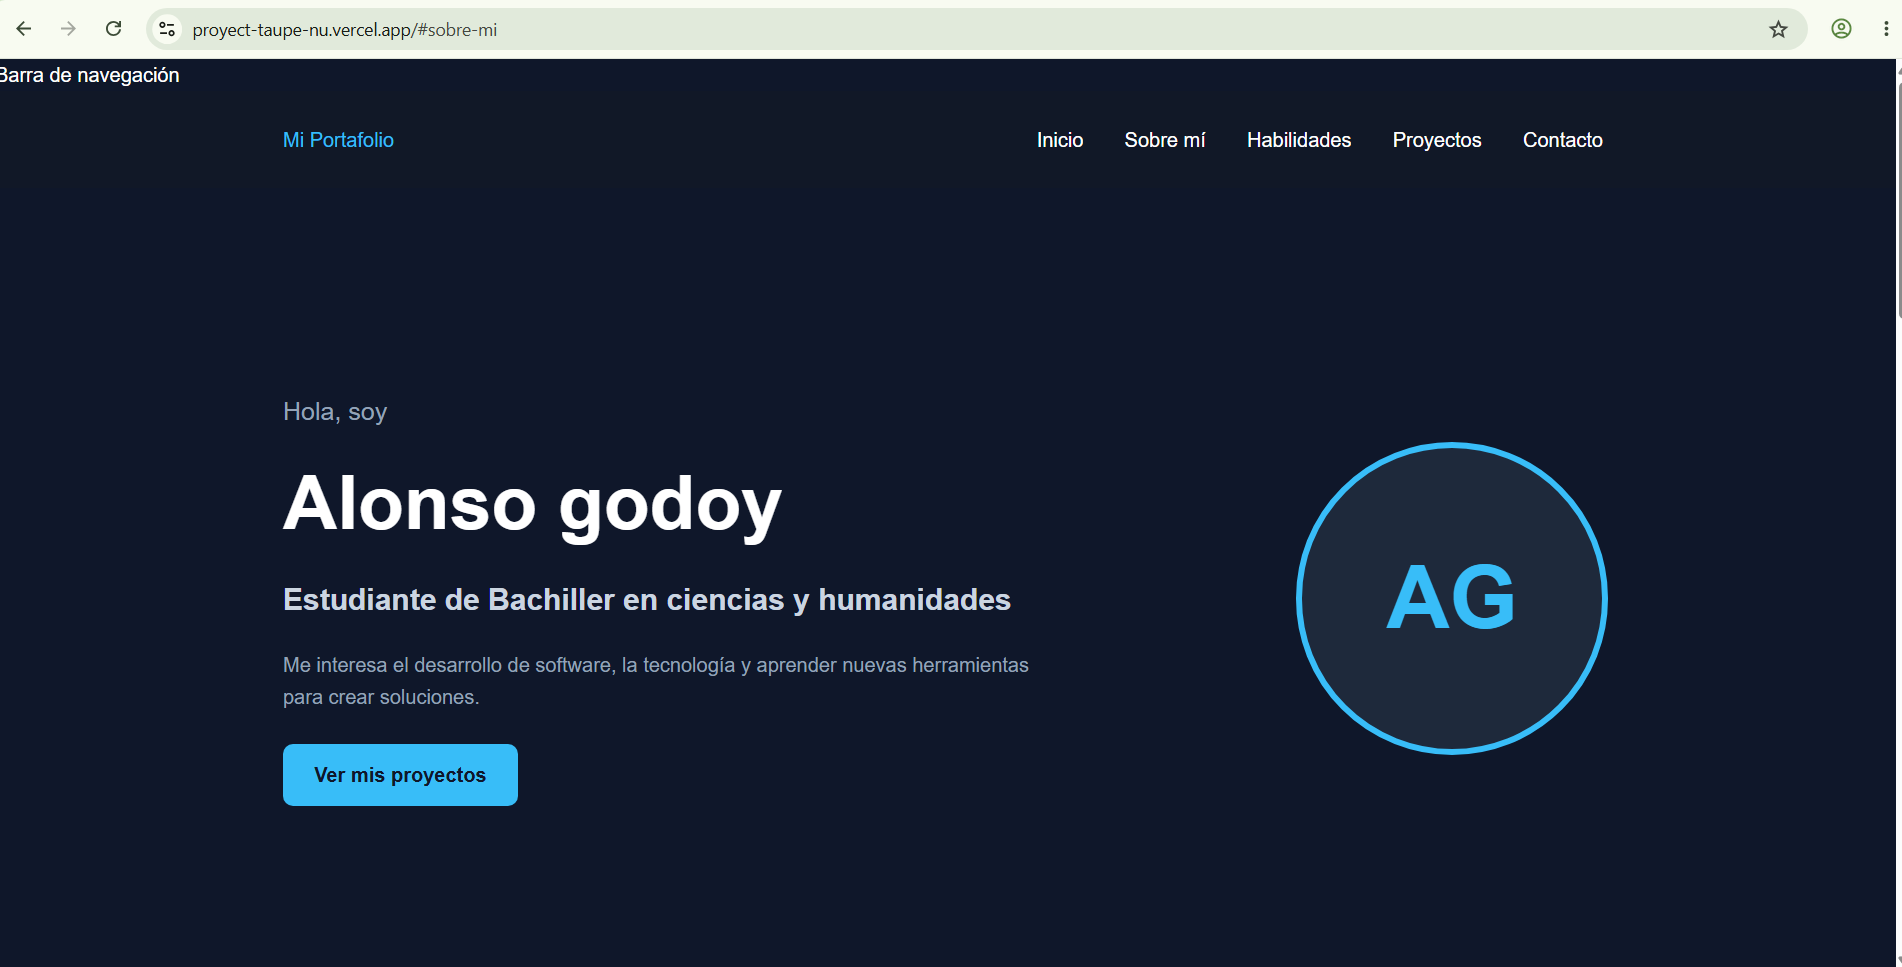 proyect-taupe-nu.vercel.app/#sobre-mi
Barra de navegación
Mi Portafolio
Inicio
Sobre mí
Habilidades
Proyectos
Contacto
Hola, soy
Alonso godoy
Estudiante de Bachiller en ciencias y humanidades
Me interesa el desarrollo de software, la tecnología y aprender nuevas herramientas
para crear soluciones.
Ver mis proyectos
AG